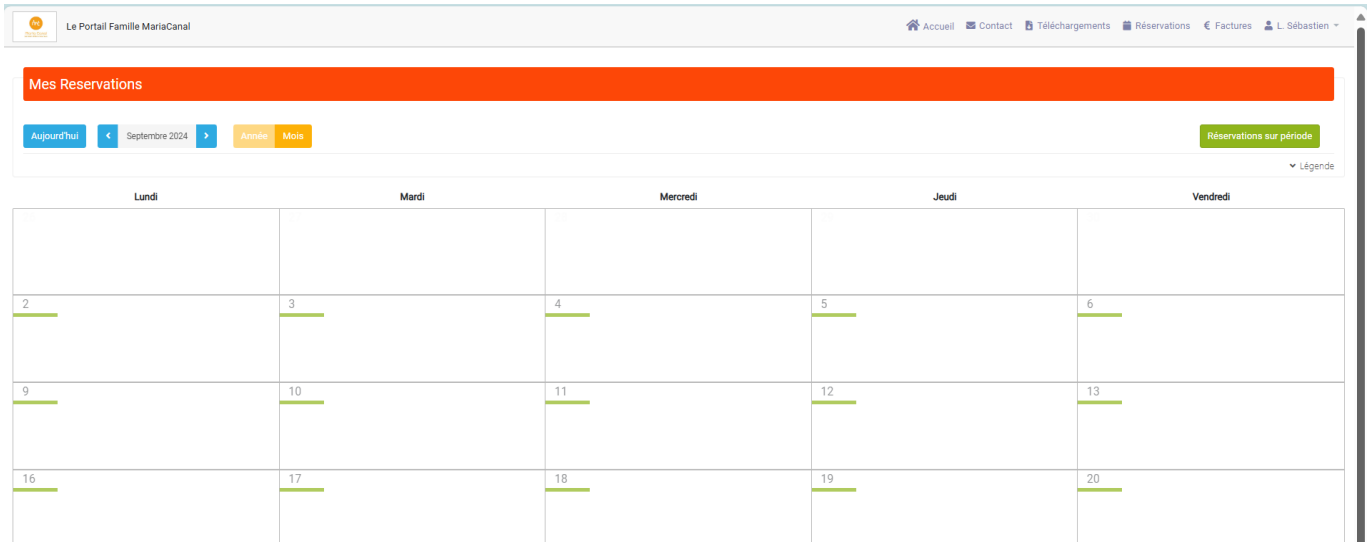 Le Portail Famille MariaCanal
Accueil Contact Téléchargements Réservations € Factures L. Sébastien
Mes Reservations
Aujourd'hui Septembre 2024 Année Mois Réservations sur période
Légende
Lundi Mardi Mercredi Jeudi Vendredi
2 3 4 5 6
9 10 11 12 13
16 17 18 19 20